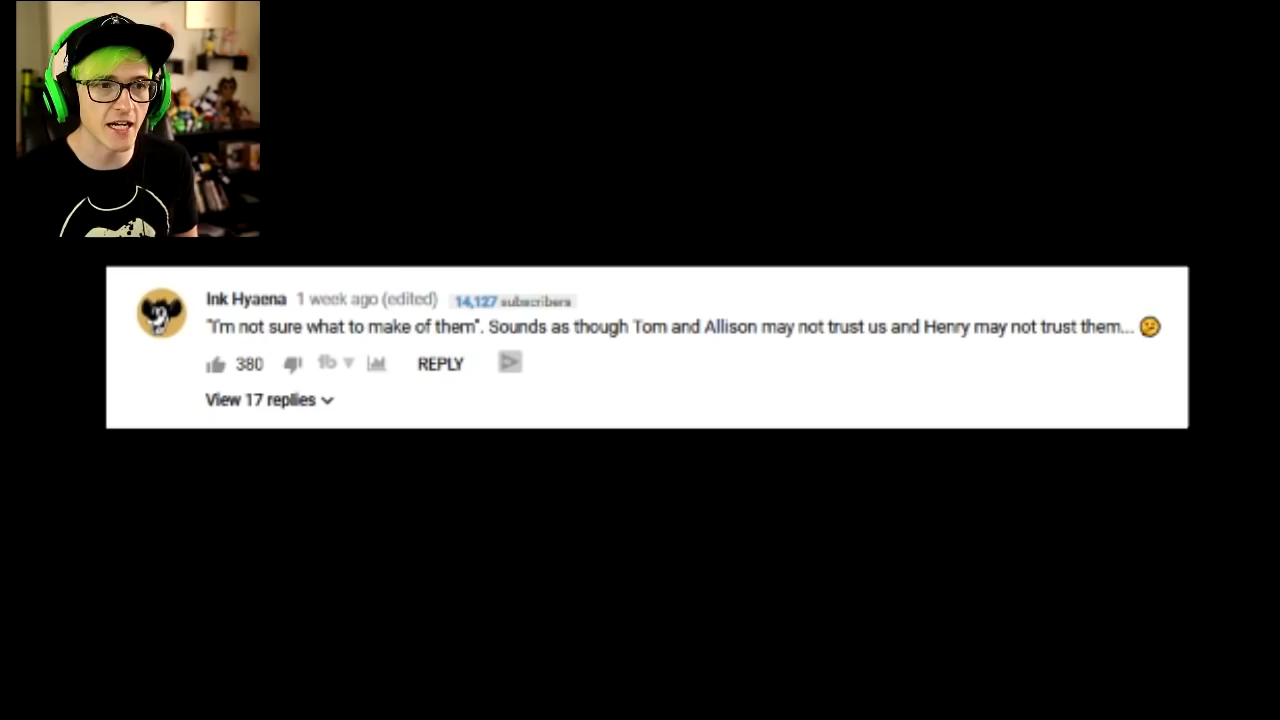 Ink Hyaena 1 week ago (edited) 14,127 subscribers
"I'm not sure what to make of them". Sounds as though Tom and Allison may not trust us and Henry may not trust them... 🫤
380 REPLY
View 17 replies